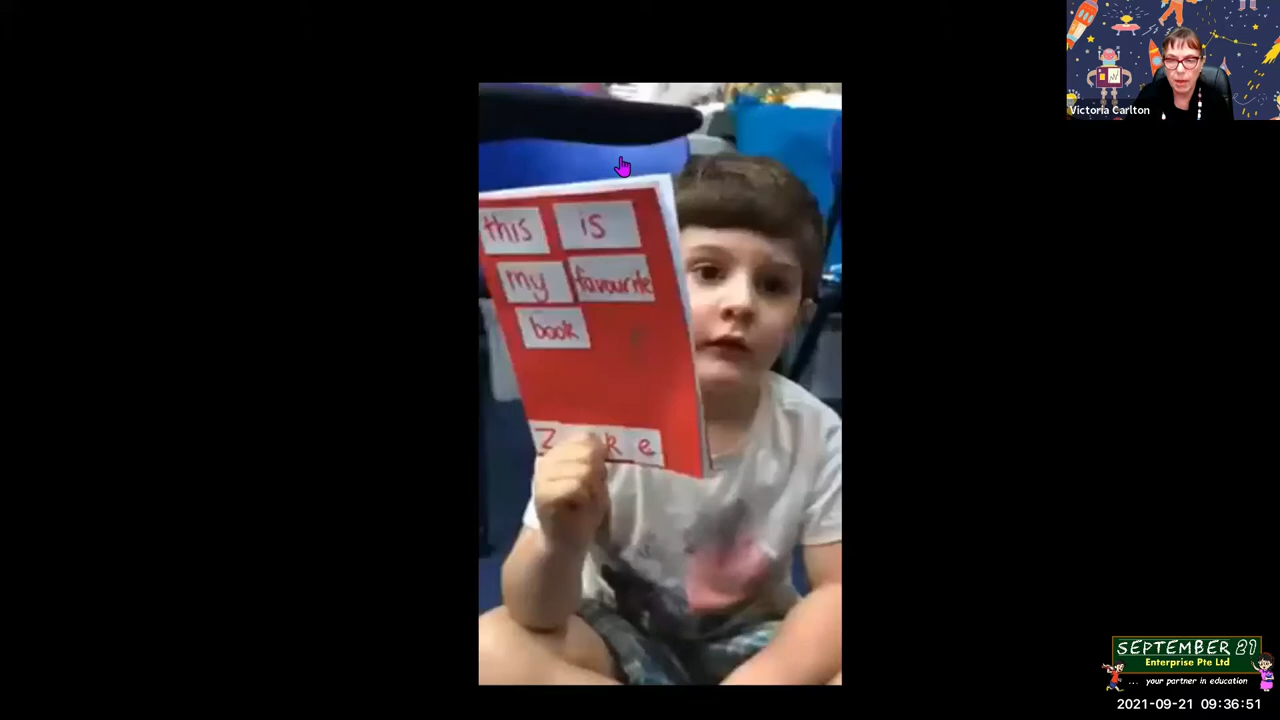 Victoria Carlton
this is
my favourite
book
SEPTEMBER 21
Enterprise Pte Ltd
... your partner in education
2021-09-21 09:36:51